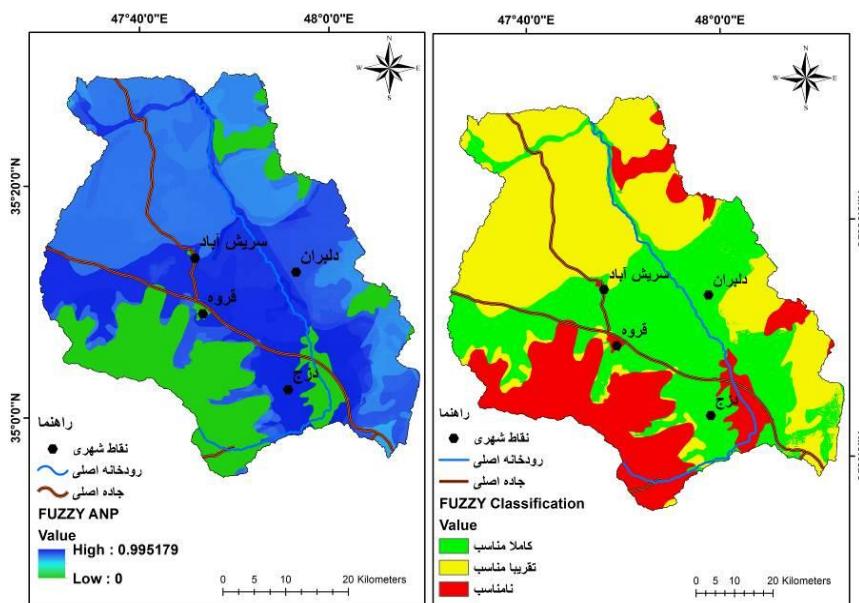 47°40'0"E
48°0'0"E
N
W
E
S
35°20'0"N
35°0'0"N
سریش آباد
دلبران
قروه
دزج
راهنما
نقاط شهری
رودخانه اصلی
جاده اصلی
FUZZY ANP
Value
High : 0.995179
Low : 0
0 5 10 20 Kilometers
47°40'0"E
48°0'0"E
N
W
E
S
سریش آباد
دلبران
قروه
دزج
راهنما
نقاط شهری
رودخانه اصلی
جاده اصلی
FUZZY Classification
Value
کاملا مناسب
تقریبا مناسب
نامناسب
0 5 10 20 Kilometers